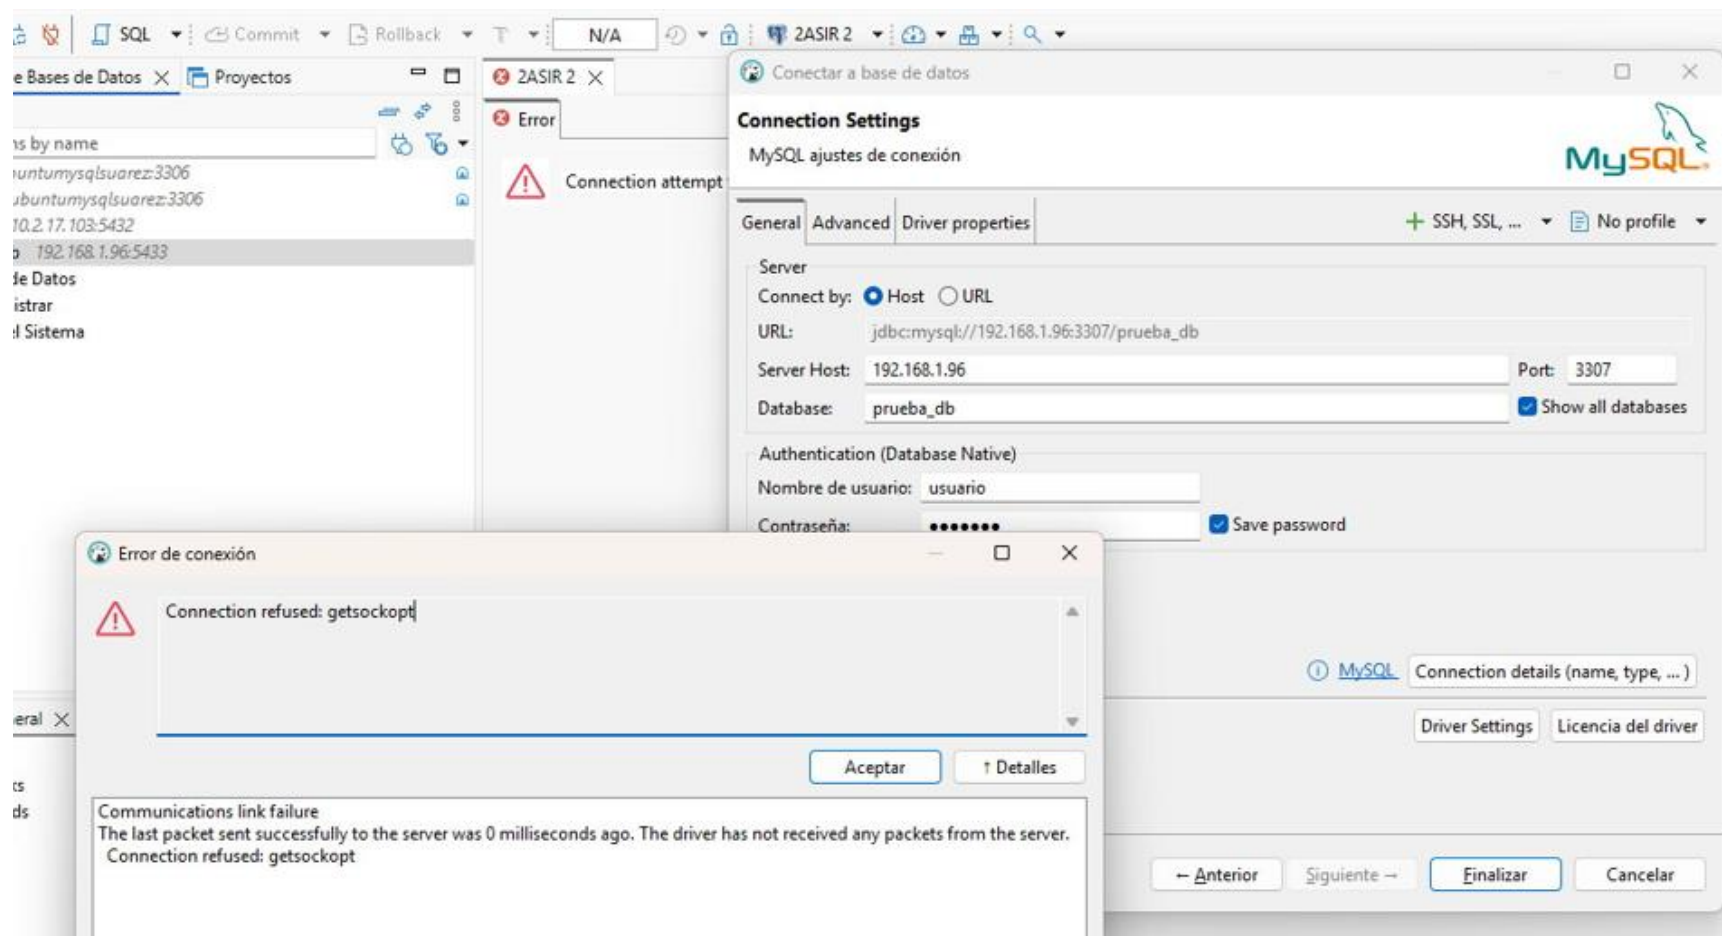 SQL Commit Rollback T N/A 2ASIR 2
e Bases de Datos Proyectos
ns by name
untumysqlsuarez:3306
ubuntumysqlsuarez:3306
10.2.17.103:5432
192.168.1.96:5433
de Datos
istrar
el Sistema
2ASIR 2
Error
Connection attempt
Conectar a base de datos
Connection Settings
MySQL ajustes de conexión
MySQL
General Advanced Driver properties
SSH, SSL, ... No profile
Server
Connect by: Host URL
URL: jdbc:mysql://192.168.1.96:3307/prueba_db
Server Host: 192.168.1.96 Port: 3307
Database: prueba_db Show all databases
Authentication (Database Native)
Nombre de usuario: usuario
Contraseña: ••••••• Save password
MySQL Connection details (name, type, ... )
Driver Settings Licencia del driver
← Anterior Siguiente → Finalizar Cancelar
eral
ds
Error de conexión
Connection refused: getsockopt
Aceptar ↑ Detalles
Communications link failure
The last packet sent successfully to the server was 0 milliseconds ago. The driver has not received any packets from the server.
Connection refused: getsockopt